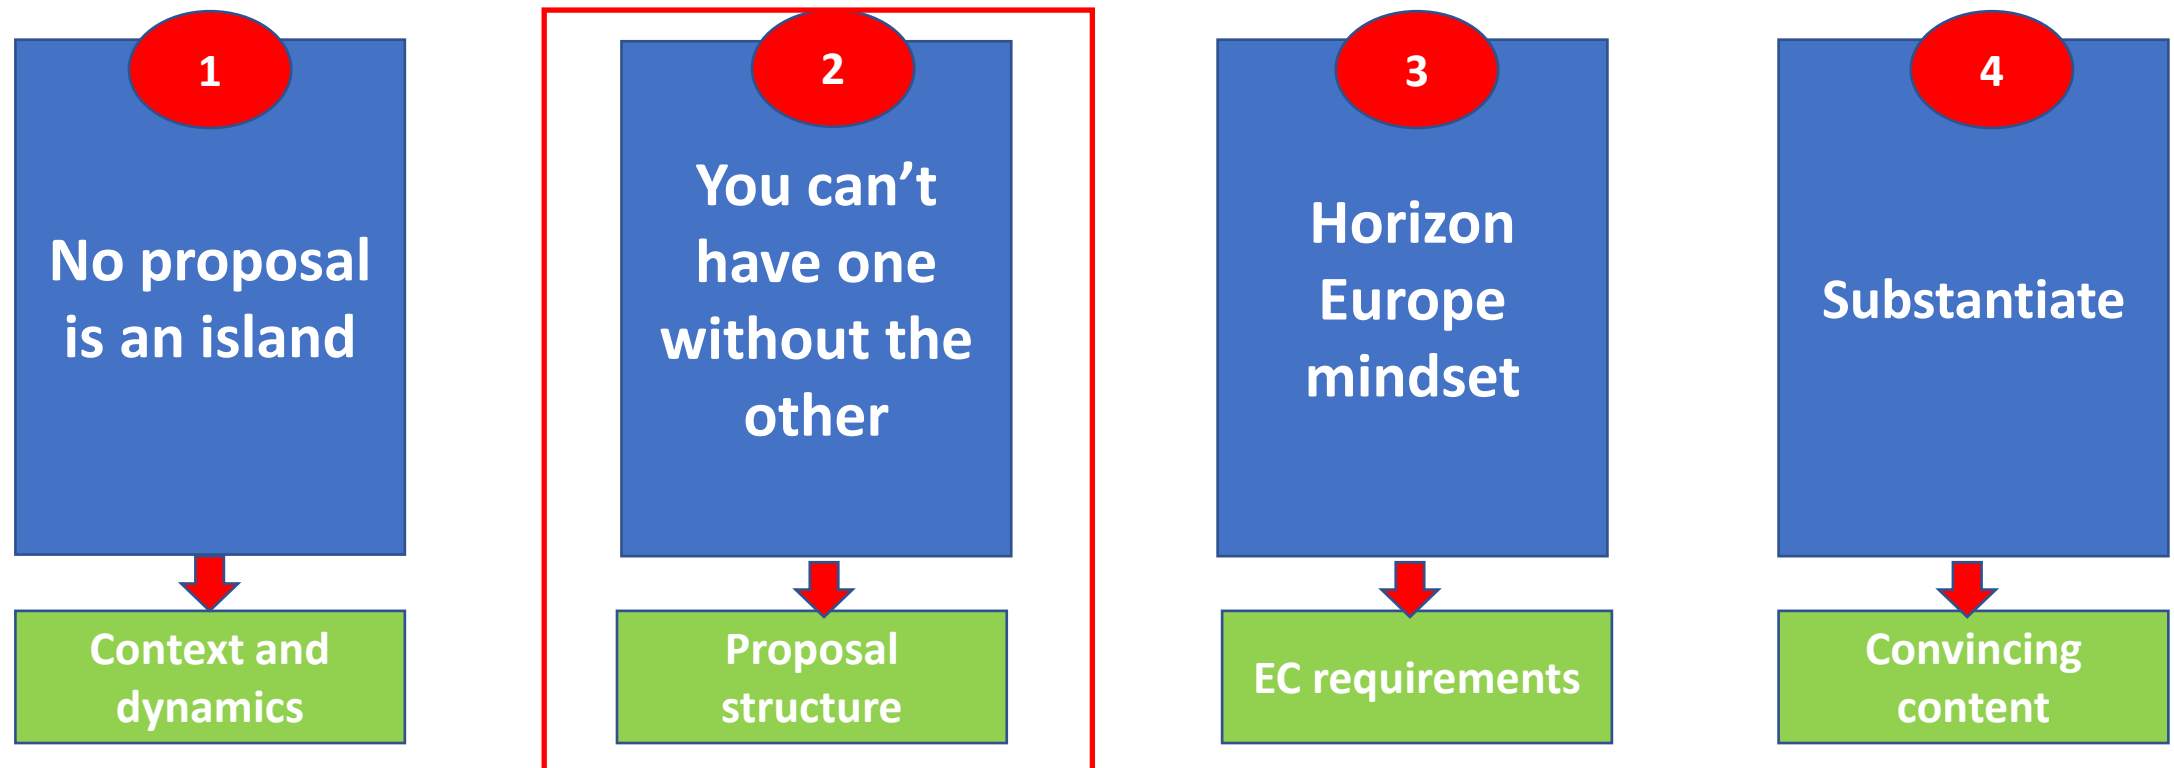 1
No proposal
is an island
Context and
dynamics
2
You can’t
have one
without the
other
Proposal
structure
3
Horizon
Europe
mindset
EC requirements
4
Substantiate
Convincing
content